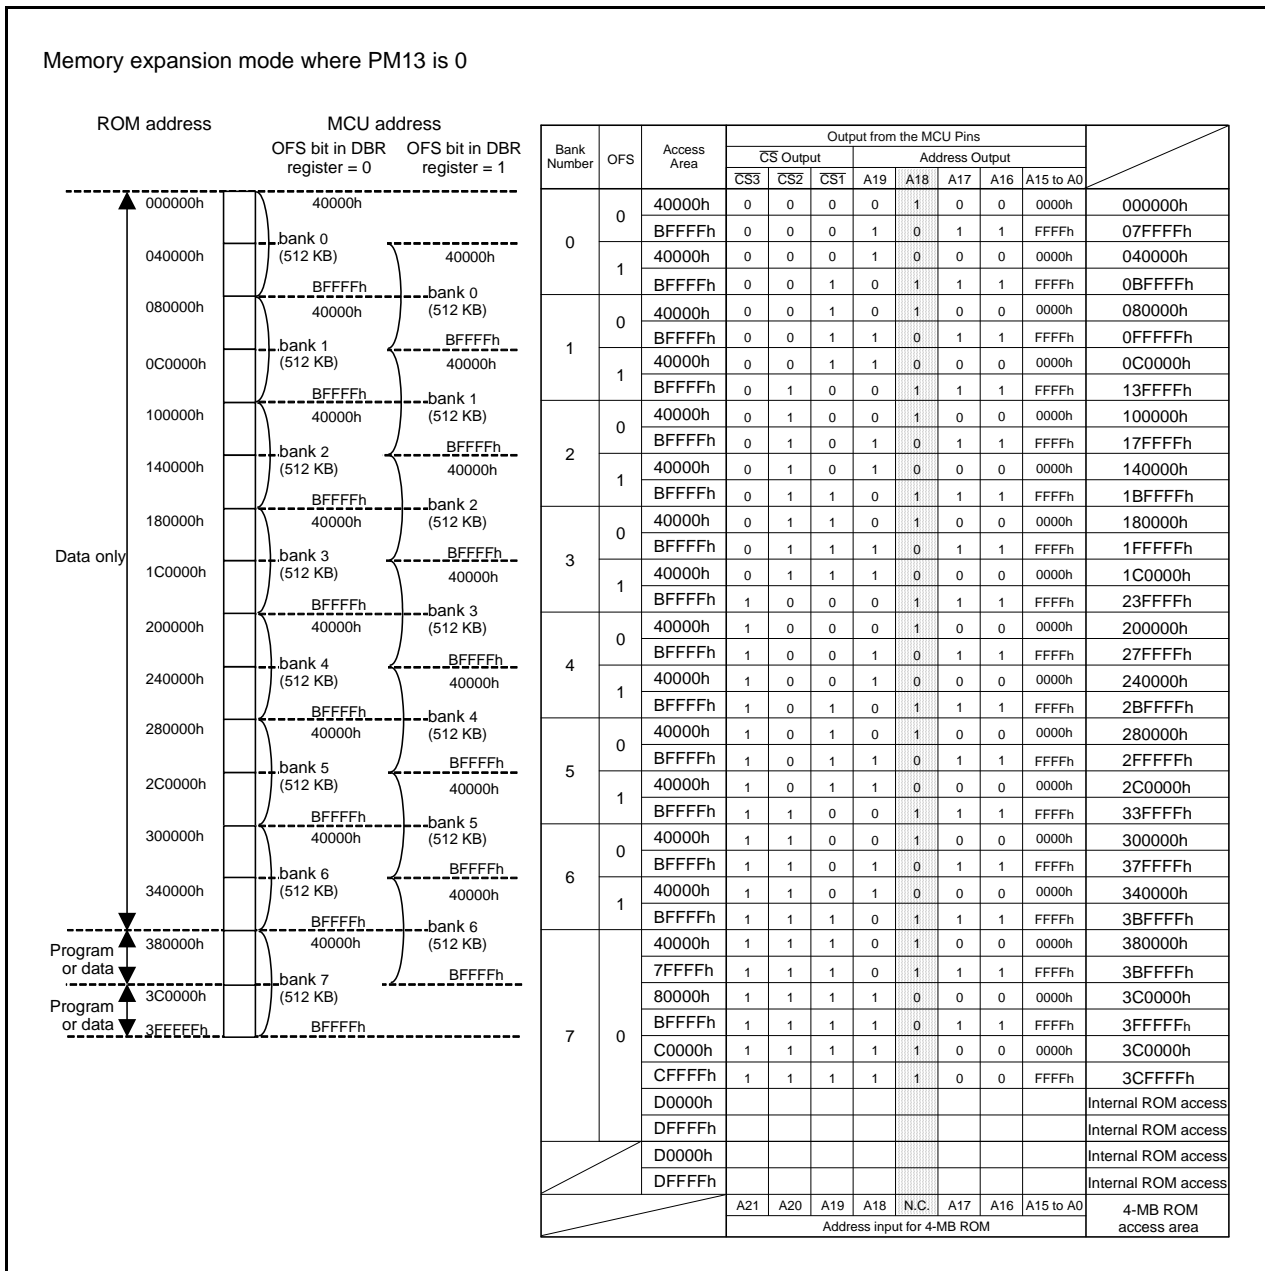 Memory expansion mode where PM13 is 0
ROM address
MCU address
OFS bit in DBR register = 0
OFS bit in DBR register = 1
000000h 40000h
bank 0 (512 KB)
040000h 40000h
BFFFFh bank 0 (512 KB)
080000h 40000h
bank 1 (512 KB) BFFFFh
0C0000h 40000h
BFFFFh bank 1 (512 KB)
100000h 40000h
bank 2 (512 KB) BFFFFh
140000h 40000h
BFFFFh bank 2 (512 KB)
180000h 40000h
Data only
bank 3 (512 KB) BFFFFh
1C0000h 40000h
BFFFFh bank 3 (512 KB)
200000h 40000h
bank 4 (512 KB) BFFFFh
240000h 40000h
BFFFFh bank 4 (512 KB)
280000h 40000h
bank 5 (512 KB) BFFFFh
2C0000h 40000h
BFFFFh bank 5 (512 KB)
300000h 40000h
bank 6 (512 KB) BFFFFh
340000h 40000h
BFFFFh bank 6 (512 KB)
Program or data 380000h 40000h
bank 7 (512 KB) BFFFFh
Program or data 3C0000h
3FFFFFh BFFFFh
Bank Number OFS Access Area Output from the MCU Pins
CS Output Address Output
CS3 CS2 CS1 A19 A18 A17 A16 A15 to A0
0 0 40000h 0 0 0 0 1 0 0 0000h 000000h
BFFFFh 0 0 0 1 0 1 1 FFFFh 07FFFFh
1 40000h 0 0 0 1 0 0 0 0000h 040000h
BFFFFh 0 0 1 0 1 1 1 FFFFh 0BFFFFh
1 0 40000h 0 0 1 0 1 0 0 0000h 080000h
BFFFFh 0 0 1 1 0 1 1 FFFFh 0FFFFFh
1 40000h 0 0 1 1 0 0 0 0000h 0C0000h
BFFFFh 0 1 0 0 1 1 1 FFFFh 13FFFFh
2 0 40000h 0 1 0 0 1 0 0 0000h 100000h
BFFFFh 0 1 0 1 0 1 1 FFFFh 17FFFFh
1 40000h 0 1 0 1 0 0 0 0000h 140000h
BFFFFh 0 1 1 0 1 1 1 FFFFh 1BFFFFh
3 0 40000h 0 1 1 0 1 0 0 0000h 180000h
BFFFFh 0 1 1 1 0 1 1 FFFFh 1FFFFFh
1 40000h 0 1 1 1 0 0 0 0000h 1C0000h
BFFFFh 1 0 0 0 1 1 1 FFFFh 23FFFFh
4 0 40000h 1 0 0 0 1 0 0 0000h 200000h
BFFFFh 1 0 0 1 0 1 1 FFFFh 27FFFFh
1 40000h 1 0 0 1 0 0 0 0000h 240000h
BFFFFh 1 0 1 0 1 1 1 FFFFh 2BFFFFh
5 0 40000h 1 0 1 0 1 0 0 0000h 280000h
BFFFFh 1 0 1 1 0 1 1 FFFFh 2FFFFFh
1 40000h 1 0 1 1 0 0 0 0000h 2C0000h
BFFFFh 1 1 0 0 1 1 1 FFFFh 33FFFFh
6 0 40000h 1 1 0 0 1 0 0 0000h 300000h
BFFFFh 1 1 0 1 0 1 1 FFFFh 37FFFFh
1 40000h 1 1 0 1 0 0 0 0000h 340000h
BFFFFh 1 1 1 0 1 1 1 FFFFh 3BFFFFh
7 0 40000h 1 1 1 0 1 0 0 0000h 380000h
7FFFFh 1 1 1 0 1 1 1 FFFFh 3BFFFFh
80000h 1 1 1 1 0 0 0 0000h 3C0000h
BFFFFh 1 1 1 1 0 1 1 FFFFh 3FFFFFh
C0000h 1 1 1 1 1 0 0 0000h 3C0000h
CFFFFh 1 1 1 1 1 0 0 FFFFh 3CFFFFh
D0000h Internal ROM access
DFFFFh Internal ROM access
D0000h Internal ROM access
DFFFFh Internal ROM access
A21 A20 A19 A18 N.C. A17 A16 A15 to A0 4-MB ROM access area
Address input for 4-MB ROM